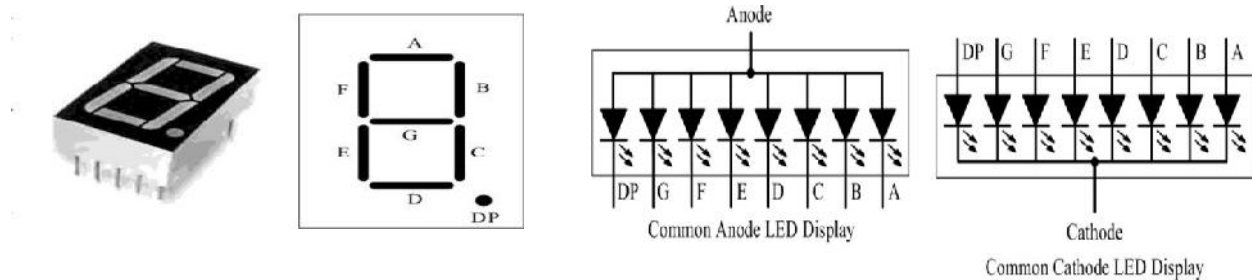 A
F
B
G
E
C
D
DP
Anode
DP G F E D C B A
Common Anode LED Display
DP G F E D C B A
Cathode
Common Cathode LED Display